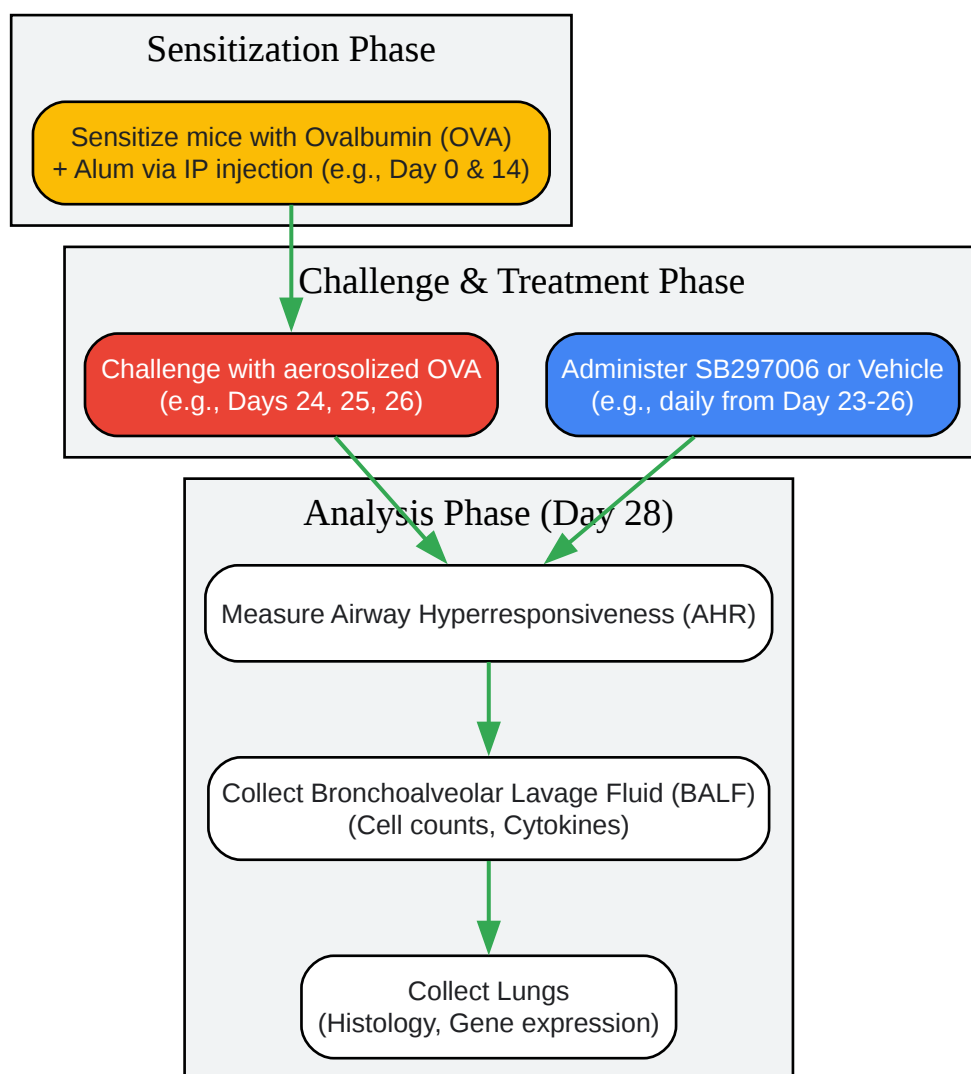 Sensitization Phase
Sensitize mice with Ovalbumin (OVA)
+ Alum via IP injection (e.g., Day 0 & 14)
Challenge & Treatment Phase
Challenge with aerosolized OVA
(e.g., Days 24, 25, 26)
Administer SB297006 or Vehicle
(e.g., daily from Day 23-26)
Analysis Phase (Day 28)
Measure Airway Hyperresponsiveness (AHR)
Collect Bronchoalveolar Lavage Fluid (BALF)
(Cell counts, Cytokines)
Collect Lungs
(Histology, Gene expression)